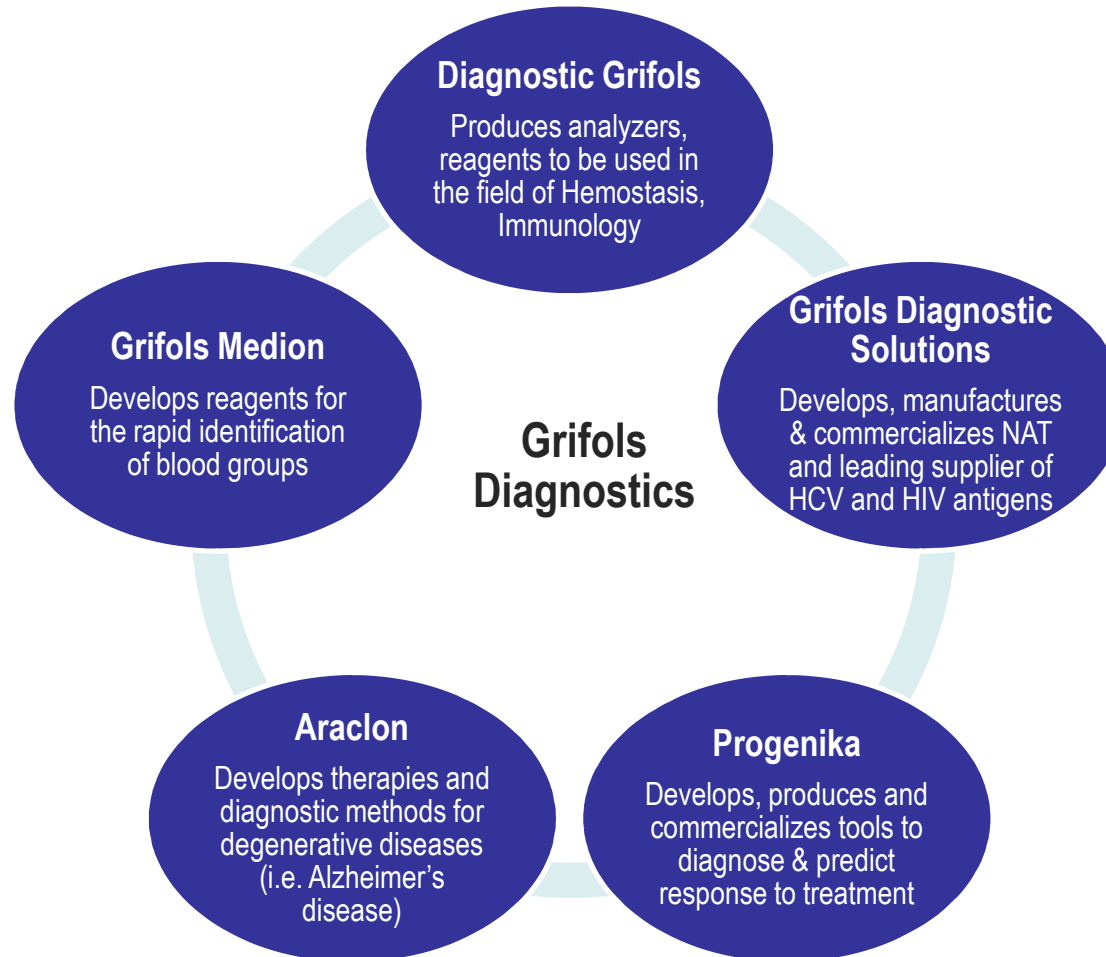 Diagnostic Grifols
Produces analyzers,
reagents to be used in
the field of Hemostasis,
Immunology
Grifols Diagnostic
Solutions
Develops, manufactures
& commercializes NAT
and leading supplier of
HCV and HIV antigens
Progenika
Develops, produces and
commercializes tools to
diagnose & predict
response to treatment
Araclon
Develops therapies and
diagnostic methods for
degenerative diseases
(i.e. Alzheimer’s
disease)
Grifols Medion
Develops reagents for
the rapid identification
of blood groups
Grifols
Diagnostics